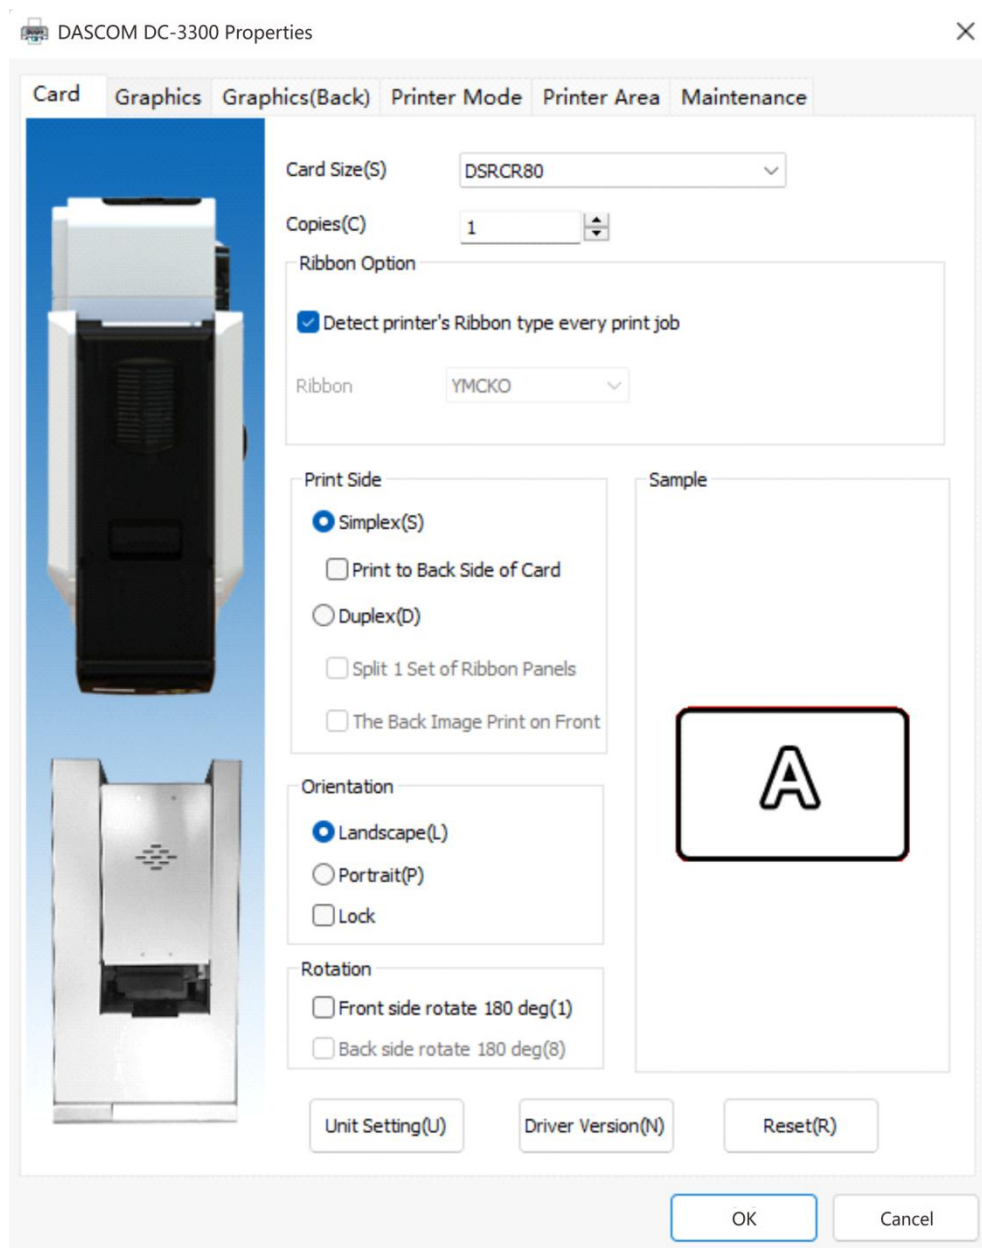 DASCOM DC-3300 Properties
Card Graphics Graphics(Back) Printer Mode Printer Area Maintenance
Card Size(S) DSRCR80
Copies(C) 1
Ribbon Option
Detect printer's Ribbon type every print job
Ribbon YMCKO
Print Side
Simplex(S)
Print to Back Side of Card
Duplex(D)
Split 1 Set of Ribbon Panels
The Back Image Print on Front
Sample
A
Orientation
Landscape(L)
Portrait(P)
Lock
Rotation
Front side rotate 180 deg(1)
Back side rotate 180 deg(8)
Unit Setting(U) Driver Version(N) Reset(R)
OK Cancel